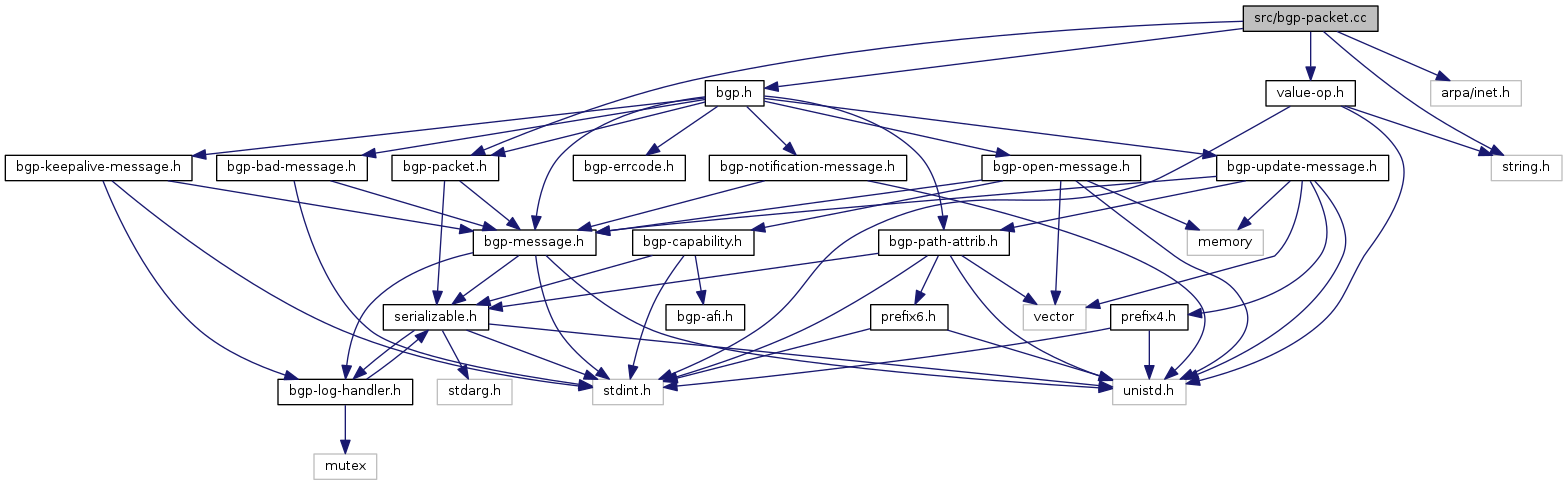 src/bgp-packet.cc
bgp.h
value-op.h
arpa/inet.h
bgp-keepalive-message.h
bgp-bad-message.h
bgp-packet.h
bgp-errcode.h
bgp-notification-message.h
bgp-open-message.h
bgp-update-message.h
string.h
bgp-message.h
bgp-capability.h
bgp-path-attrib.h
memory
serializable.h
bgp-afi.h
prefix6.h
vector
prefix4.h
bgp-log-handler.h
stdarg.h
stdint.h
unistd.h
mutex